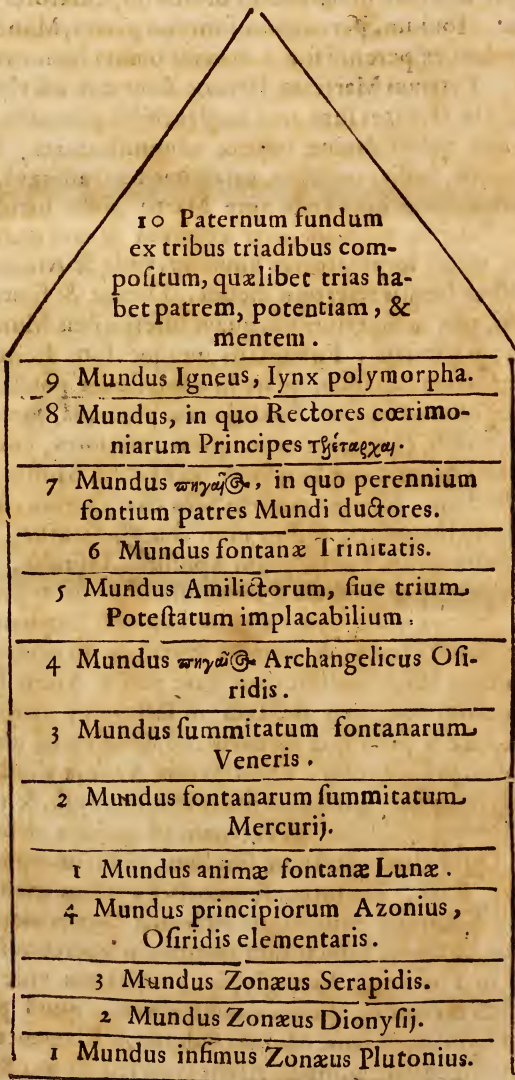 10 Paternum fundum
ex tribus triadibus com-
poſitum, quælibet trias ha-
bet patrem, potentiam, &
mentem.
9 Mundus Igneus, Iynx polymorpha.
8 Mundus, in quo Rectores cœrimo-
niarum Principes
7 Mundus πηγαῖος, in quo perennium
fontium patres Mundi ductores.
6 Mundus fontanæ Trinitatis.
5 Mundus Amilictorum, ſiue trium
Poteſtatum implacabilium.
4 Mundus πηγαῖος Archangelicus Oſi-
ridis.
3 Mundus ſummitatum fontanarum
Veneris.
2 Mundus fontanarum ſummitatum
Mercurij.
1 Mundus animæ fontanæ Lunæ.
4 Mundus principiorum Azonius,
Oſiridis elementaris.
3 Mundus Zonæus Serapidis.
2 Mundus Zonæus Dionyſij.
1 Mundus infimus Zonæus Plutonius.